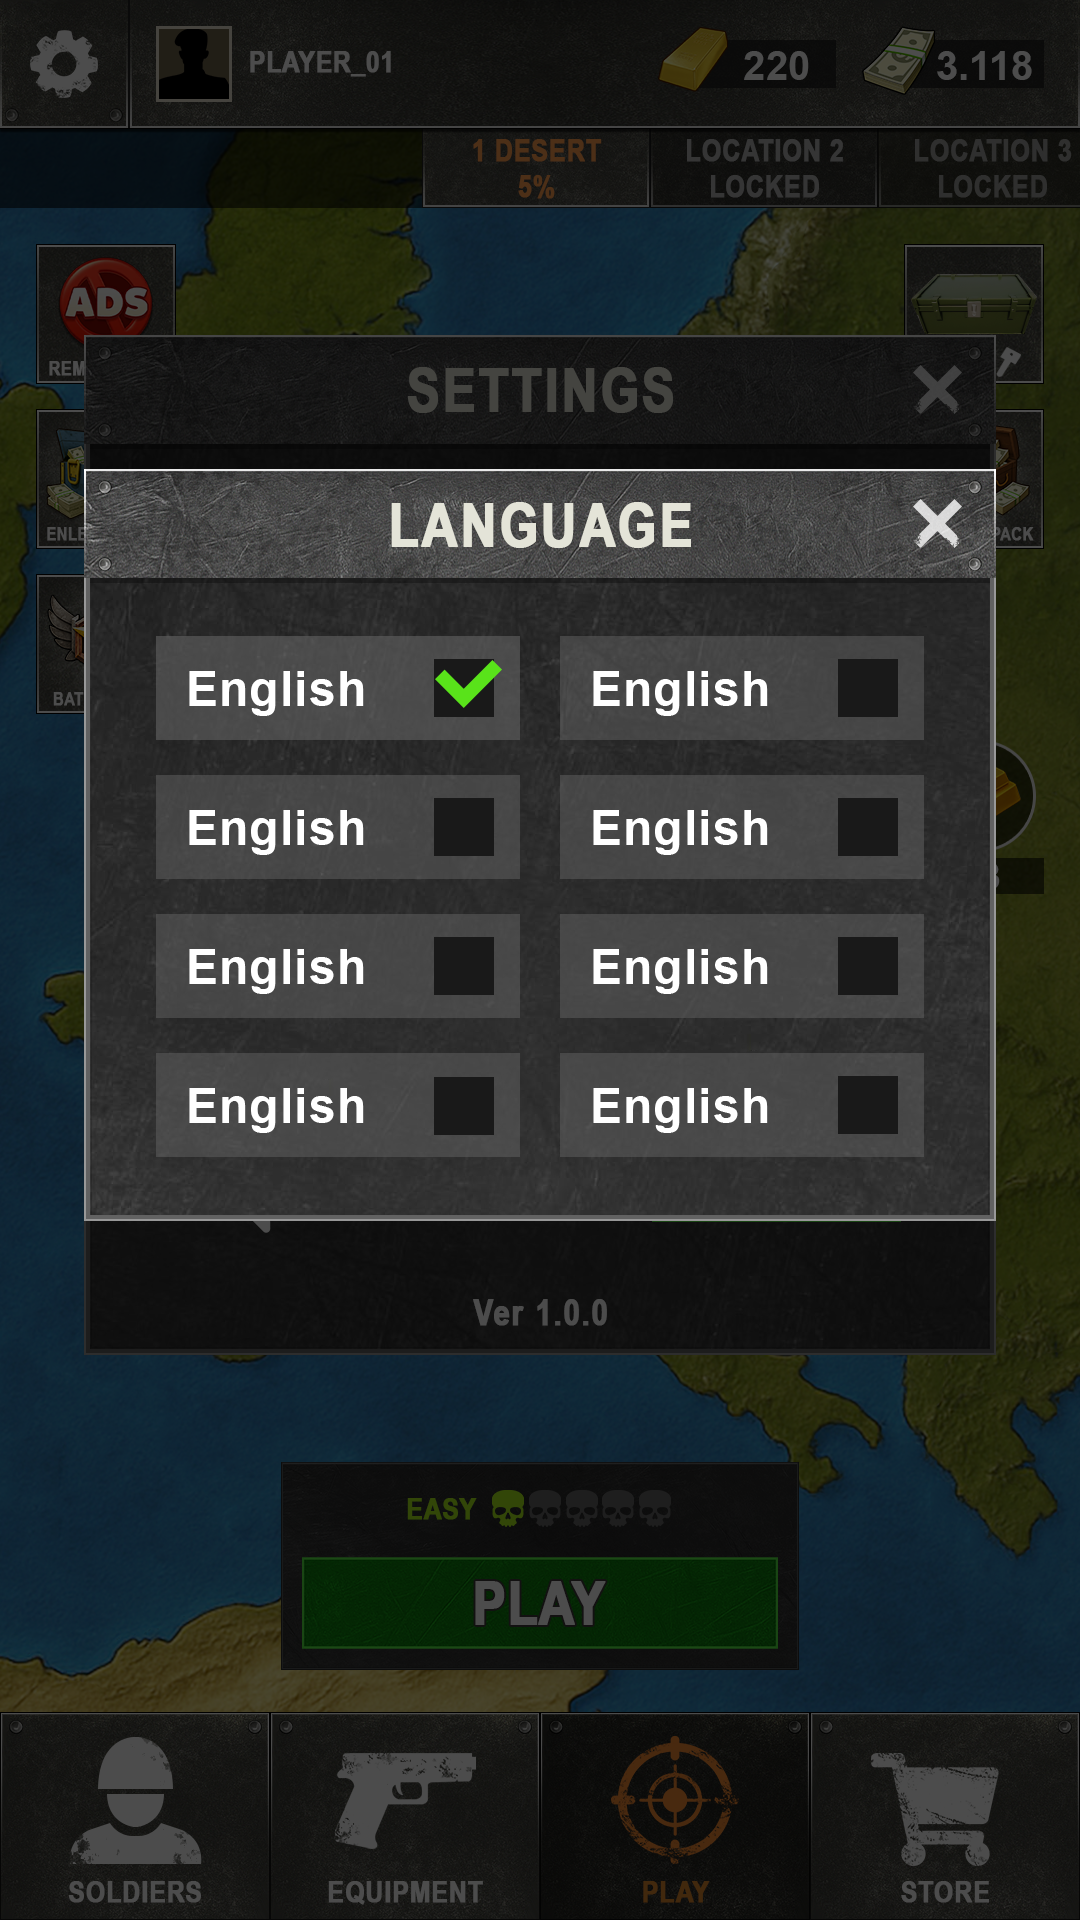 PLAYER_01
220
3.118
1 DESERT
5%
LOCATION 2
LOCKED
LOCATION 3
LOCKED
ADS
REM
SETTINGS
ENLE
PACK
LANGUAGE
English
English
BAT
English
English
English
English
English
English
Ver 1.0.0
EASY
PLAY
SOLDIERS
EQUIPMENT
PLAY
STORE